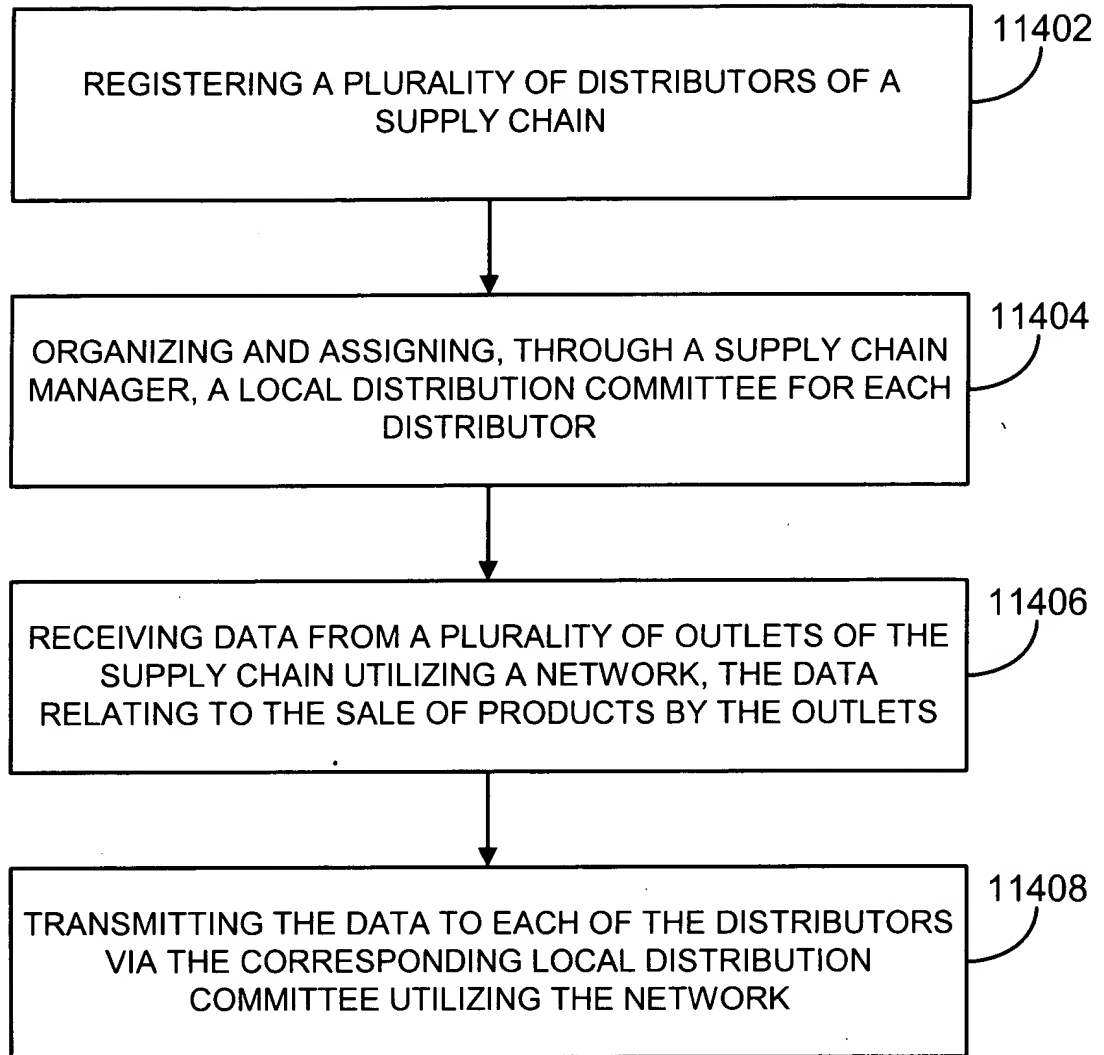 11402
REGISTERING A PLURALITY OF DISTRIBUTORS OF A
SUPPLY CHAIN
11404
ORGANIZING AND ASSIGNING, THROUGH A SUPPLY CHAIN
MANAGER, A LOCAL DISTRIBUTION COMMITTEE FOR EACH
DISTRIBUTOR
11406
RECEIVING DATA FROM A PLURALITY OF OUTLETS OF THE
SUPPLY CHAIN UTILIZING A NETWORK, THE DATA
RELATING TO THE SALE OF PRODUCTS BY THE OUTLETS
11408
TRANSMITTING THE DATA TO EACH OF THE DISTRIBUTORS
VIA THE CORRESPONDING LOCAL DISTRIBUTION
COMMITTEE UTILIZING THE NETWORK